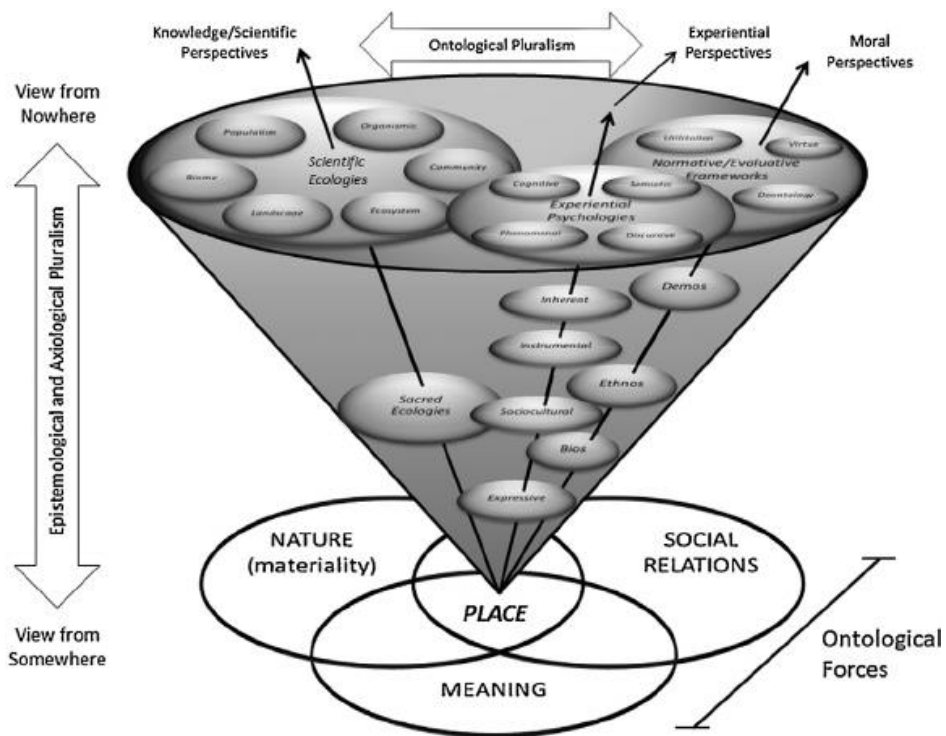 Knowledge/Scientific
Perspectives
Ontological Pluralism
Experiential
Perspectives
Moral
Perspectives
View from
Nowhere
Epistemological and Axiological Pluralism
View from
Somewhere
Population
Organismic
Scientific
Ecologies
Biome
Community
Landscape
Ecosystem
Cognitive
Semiotic
Experiential
Psychologies
Phenomenal
Discursive
Utilitarian
Virtue
Normative/Evaluative
Frameworks
Deontology
Inherent
Demos
Instrumental
Ethnos
Sacred
Ecologies
Sociocultural
Bios
Expressive
NATURE
(materiality)
SOCIAL
RELATIONS
PLACE
MEANING
Ontological
Forces